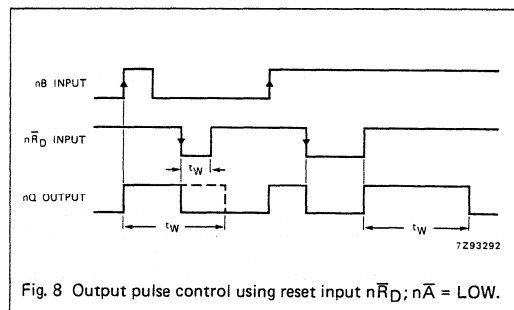 nB INPUT
nR̅D INPUT
tW
nQ OUTPUT
tW
tW
7Z93292
Fig. 8 Output pulse control using reset input nR̅D; nA̅ = LOW.